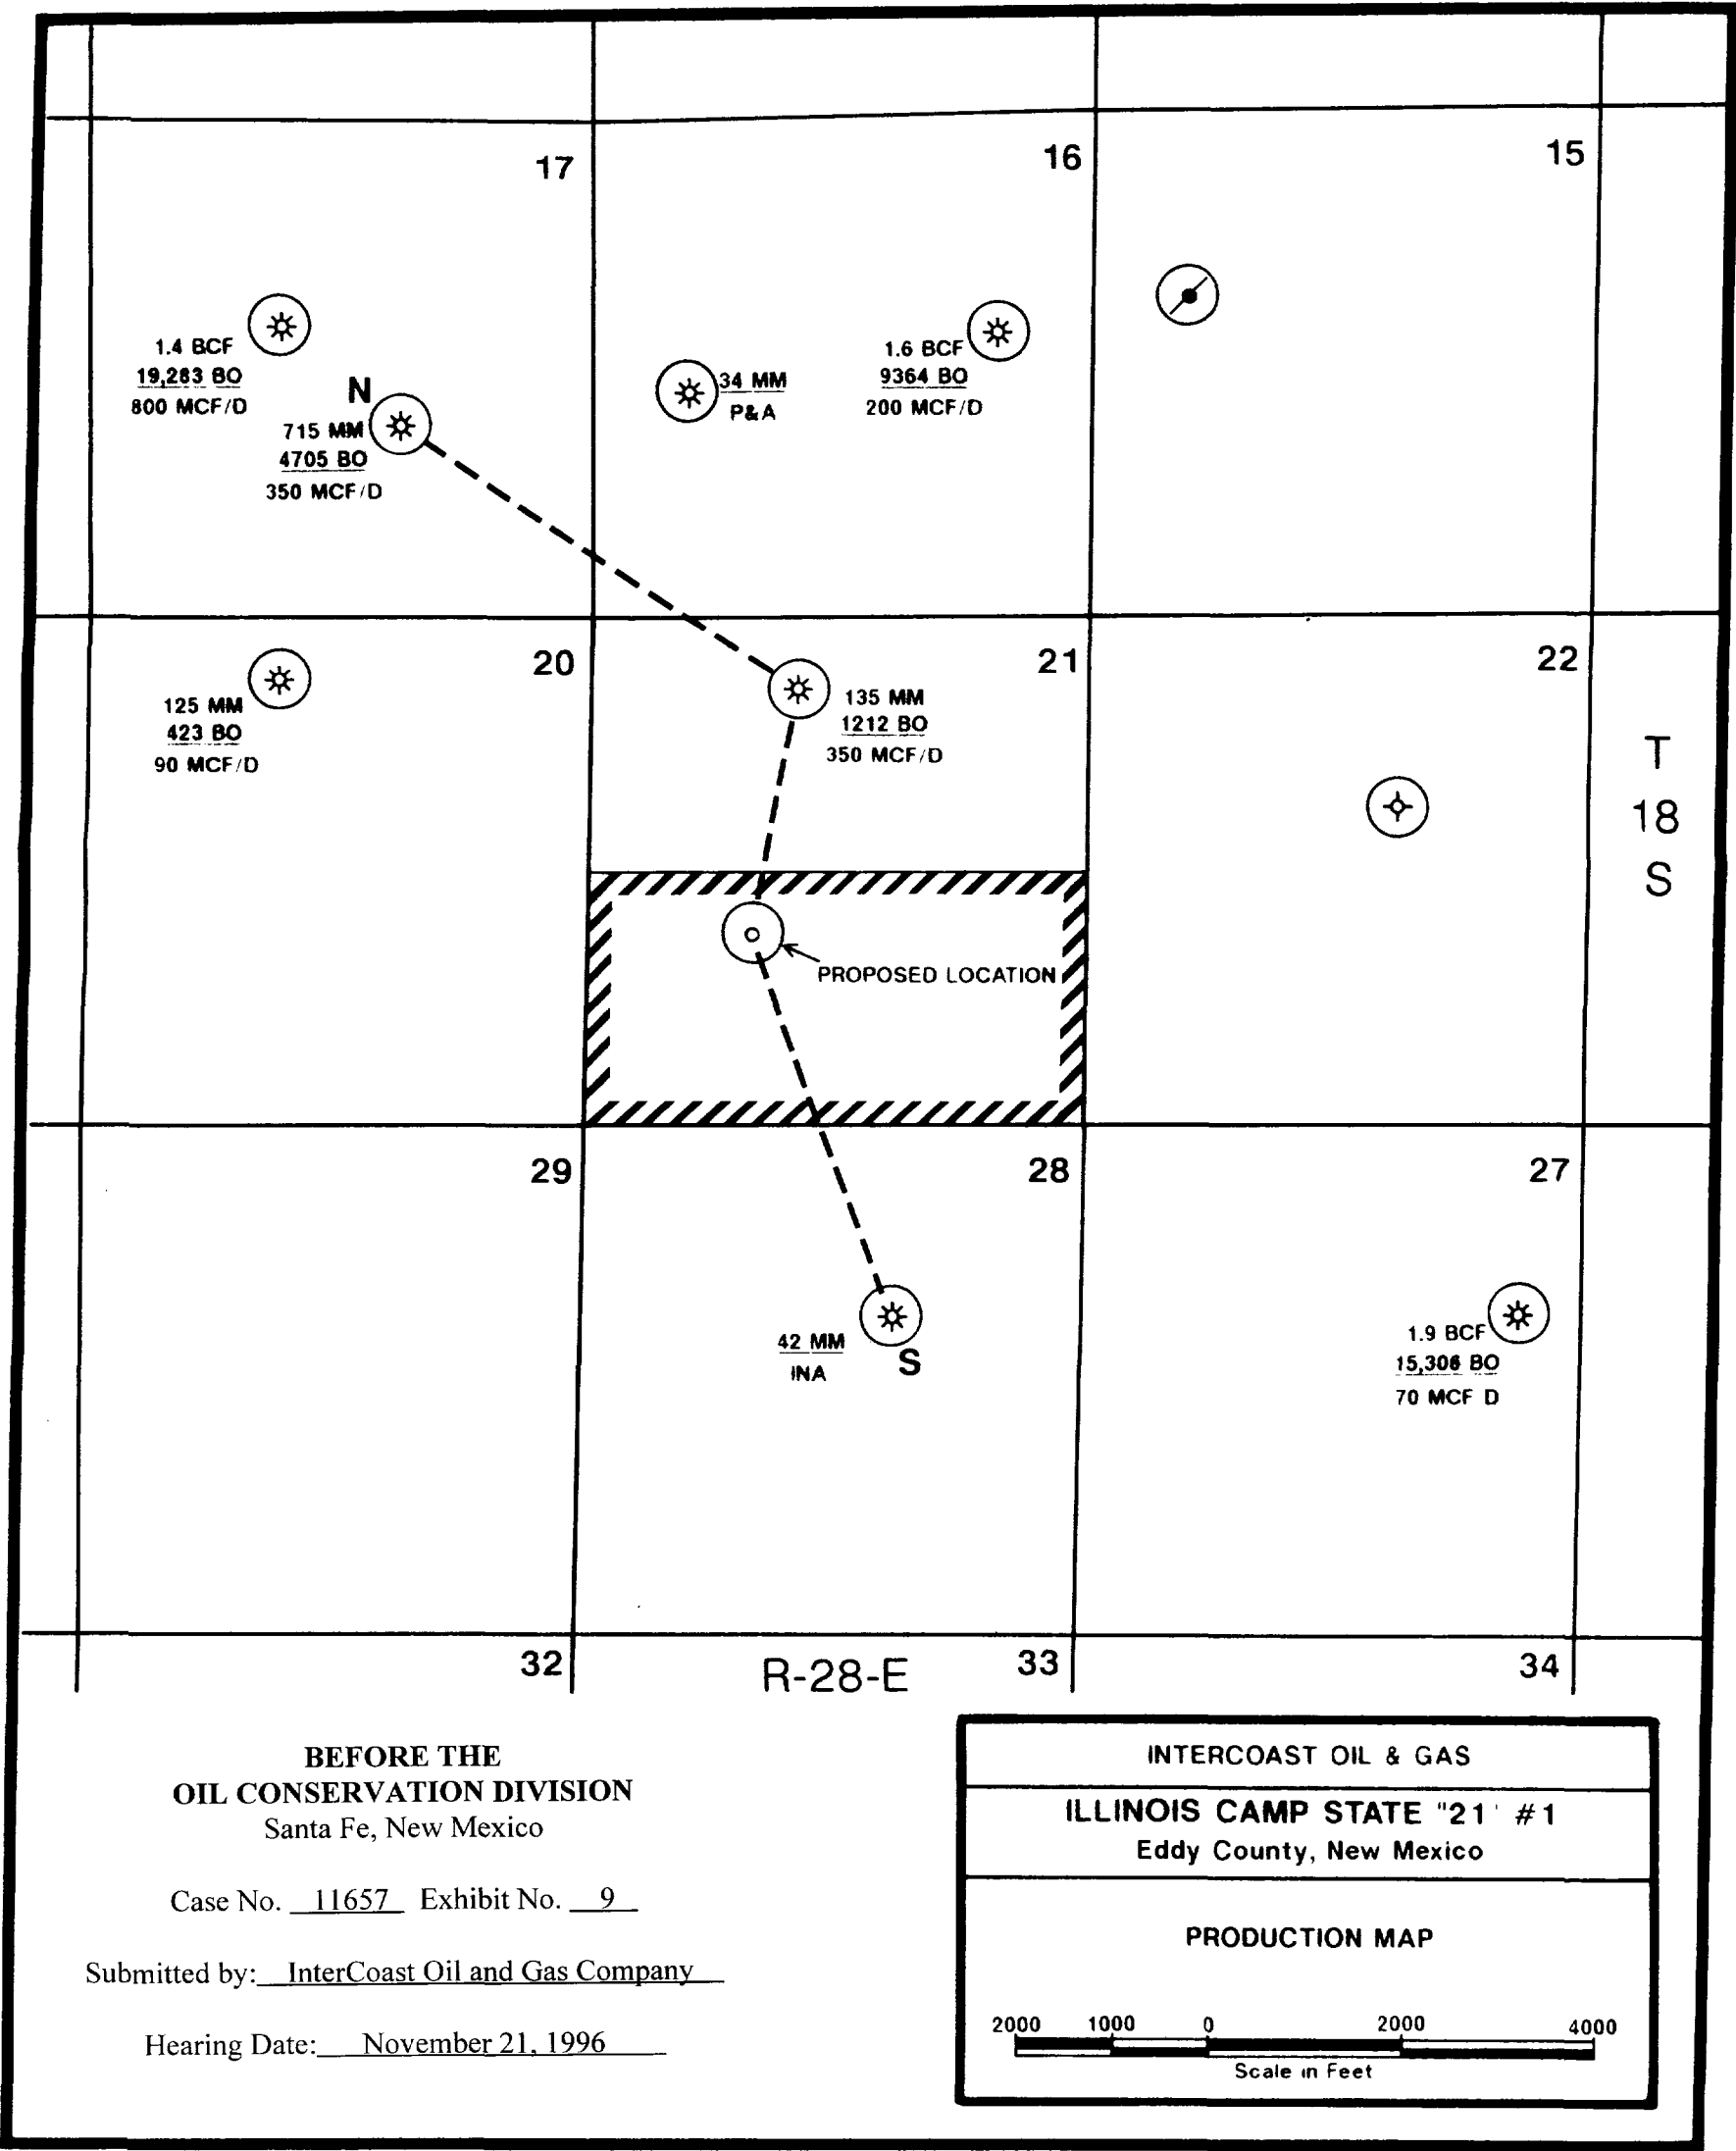 17
16
15
1.4 BCF
19,283 BO
800 MCF/D
N
715 MM
4705 BO
350 MCF/D
34 MM
P&A
1.6 BCF
9364 BO
200 MCF/D
20
21
22
125 MM
423 BO
90 MCF/D
135 MM
1212 BO
350 MCF/D
T
18
S
PROPOSED LOCATION
29
28
27
42 MM
INA
S
1.9 BCF
15,306 BO
70 MCF D
32
R-28-E
33
34
BEFORE THE
OIL CONSERVATION DIVISION
Santa Fe, New Mexico
Case No. 11657 Exhibit No. 9
Submitted by: InterCoast Oil and Gas Company
Hearing Date: November 21, 1996
INTERCOAST OIL & GAS
ILLINOIS CAMP STATE "21' #1
Eddy County, New Mexico
PRODUCTION MAP
2000 1000 0 2000 4000
Scale in Feet